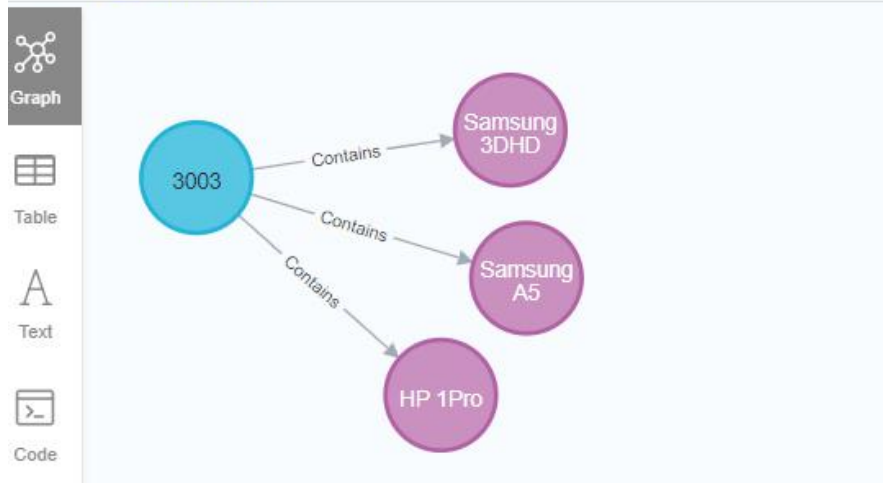 Graph
Table
Text
Code
3003
Contains
Samsung
3DHD
Contains
Samsung
A5
Contains
HP 1Pro